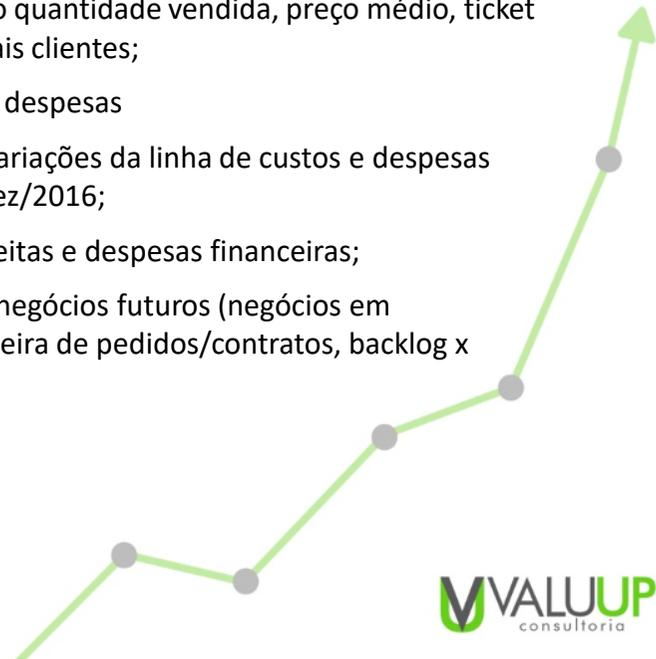 quantidade vendida, preço médio, ticket
is clientes;
despesas
ariações da linha de custos e despesas
ez/2016;
eitas e despesas financeiras;
negócios futuros (negócios em
eira de pedidos/contratos, backlog x
VALUUP
consultoria